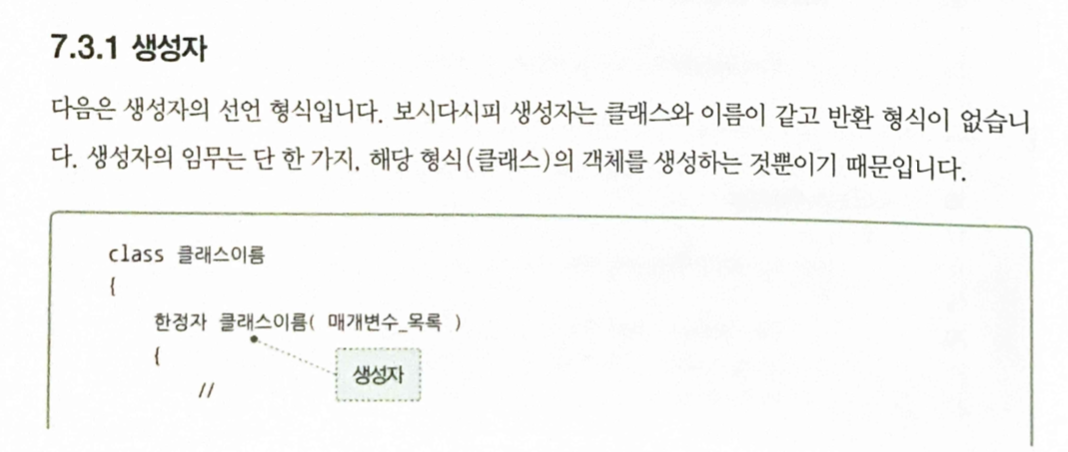 7.3.1 생성자
다음은 생성자의 선언 형식입니다. 보시다시피 생성자는 클래스와 이름이 같고 반환 형식이 없습니
다. 생성자의 임무는 단 한 가지. 해당 형식(클래스)의 객체를 생성하는 것뿐이기 때문입니다.
class 클래스이름
{
한정자 클래스이름( 매개변수_목록 )
{
생성자
//